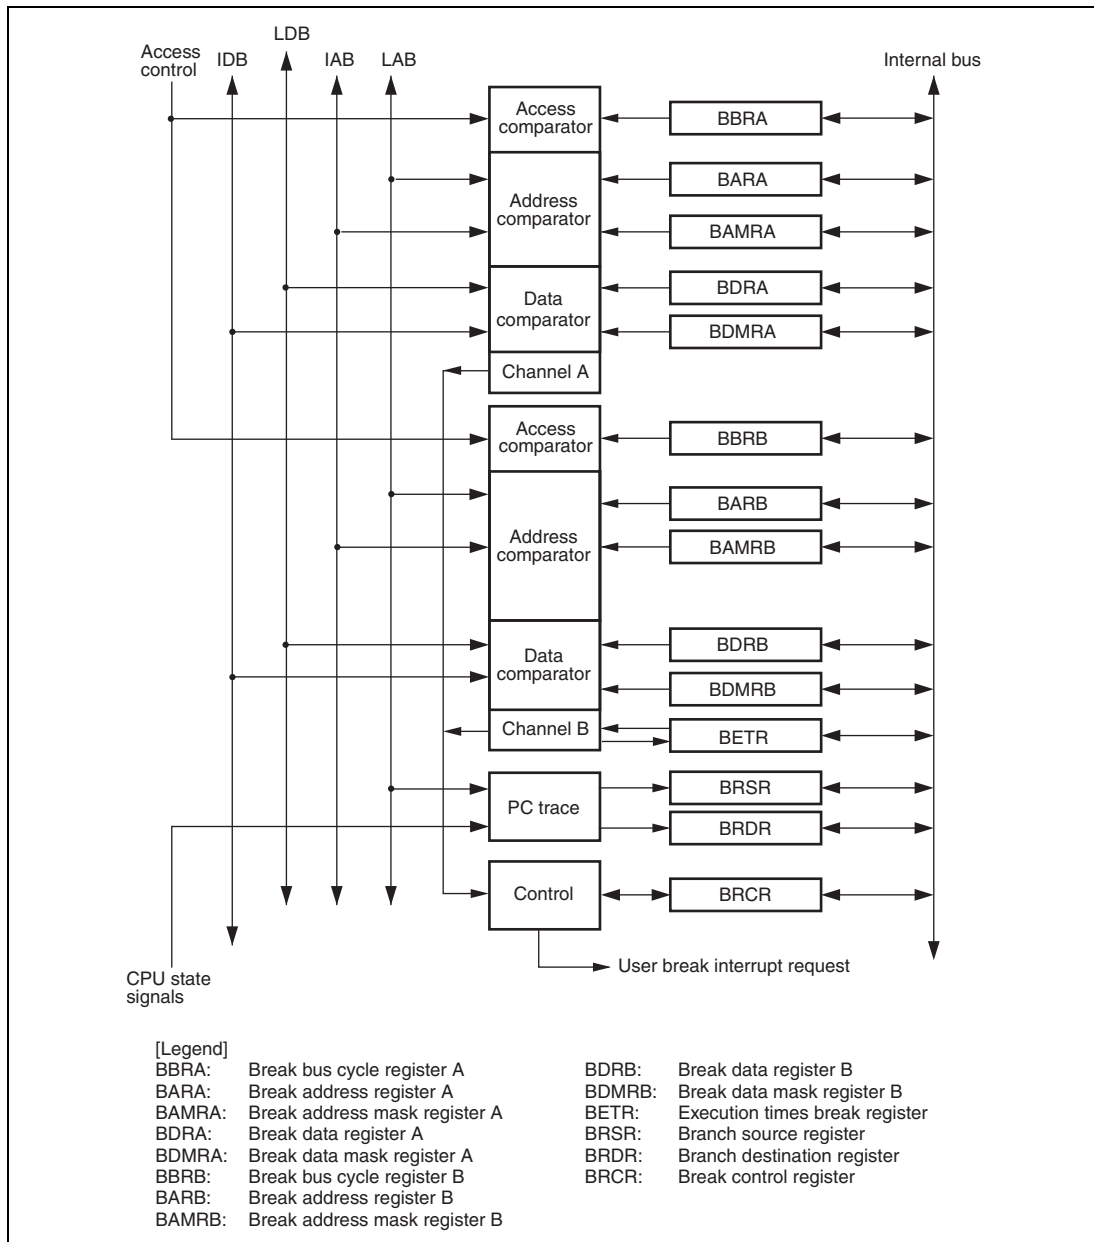 LDB
Access control
IDB
IAB
LAB
Internal bus
Access comparator
BBRA
Address comparator
BARA
BAMRA
Data comparator
BDRA
BDMRA
Channel A
Access comparator
BBRB
Address comparator
BARB
BAMRB
Data comparator
BDRB
BDMRB
Channel B
BETR
PC trace
BRSR
BRDR
Control
BRCR
User break interrupt request
CPU state signals
[Legend]
BBRA: Break bus cycle register A
BARA: Break address register A
BAMRA: Break address mask register A
BDRA: Break data register A
BDMRA: Break data mask register A
BBRB: Break bus cycle register B
BARB: Break address register B
BAMRB: Break address mask register B
BDRB: Break data register B
BDMRB: Break data mask register B
BETR: Execution times break register
BRSR: Branch source register
BRDR: Branch destination register
BRCR: Break control register